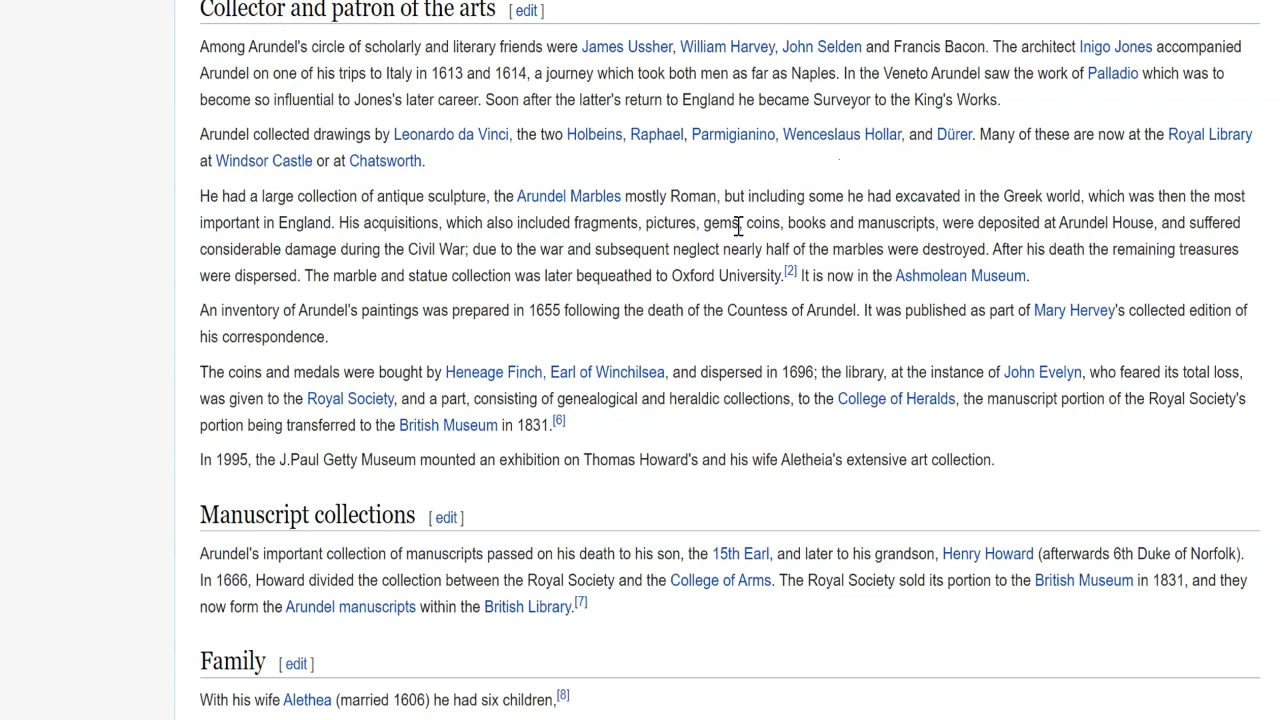 Collector and patron of the arts [ edit ]
Among Arundel's circle of scholarly and literary friends were James Ussher, William Harvey, John Selden and Francis Bacon. The architect Inigo Jones accompanied
Arundel on one of his trips to Italy in 1613 and 1614, a journey which took both men as far as Naples. In the Veneto Arundel saw the work of Palladio which was to
become so influential to Jones's later career. Soon after the latter's return to England he became Surveyor to the King's Works.
Arundel collected drawings by Leonardo da Vinci, the two Holbeins, Raphael, Parmigianino, Wenceslaus Hollar, and Dürer. Many of these are now at the Royal Library
at Windsor Castle or at Chatsworth.
He had a large collection of antique sculpture, the Arundel Marbles mostly Roman, but including some he had excavated in the Greek world, which was then the most
important in England. His acquisitions, which also included fragments, pictures, gems, coins, books and manuscripts, were deposited at Arundel House, and suffered
considerable damage during the Civil War; due to the war and subsequent neglect nearly half of the marbles were destroyed. After his death the remaining treasures
were dispersed. The marble and statue collection was later bequeathed to Oxford University.[2] It is now in the Ashmolean Museum.
An inventory of Arundel's paintings was prepared in 1655 following the death of the Countess of Arundel. It was published as part of Mary Hervey's collected edition of
his correspondence.
The coins and medals were bought by Heneage Finch, Earl of Winchilsea, and dispersed in 1696; the library, at the instance of John Evelyn, who feared its total loss,
was given to the Royal Society, and a part, consisting of genealogical and heraldic collections, to the College of Heralds, the manuscript portion of the Royal Society's
portion being transferred to the British Museum in 1831.[6]
In 1995, the J.Paul Getty Museum mounted an exhibition on Thomas Howard's and his wife Aletheia's extensive art collection.
Manuscript collections [ edit ]
Arundel's important collection of manuscripts passed on his death to his son, the 15th Earl, and later to his grandson, Henry Howard (afterwards 6th Duke of Norfolk).
In 1666, Howard divided the collection between the Royal Society and the College of Arms. The Royal Society sold its portion to the British Museum in 1831, and they
now form the Arundel manuscripts within the British Library.[7]
Family [ edit ]
With his wife Alethea (married 1606) he had six children,[8]